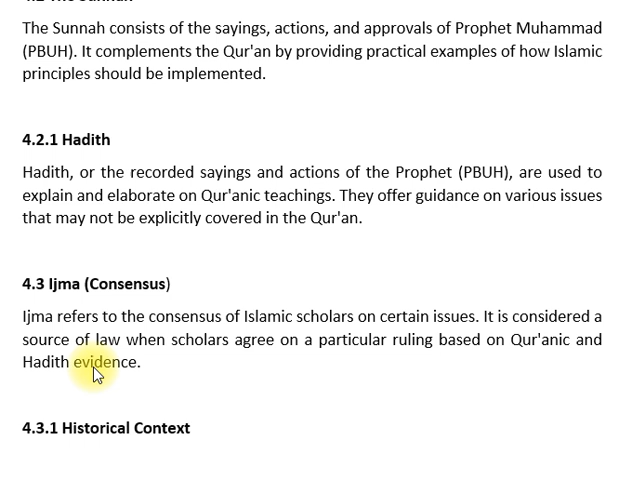 The Sunnah consists of the sayings, actions, and approvals of Prophet Muhammad
(PBUH). It complements the Qur'an by providing practical examples of how Islamic
principles should be implemented.
4.2.1 Hadith
Hadith, or the recorded sayings and actions of the Prophet (PBUH), are used to
explain and elaborate on Qur'anic teachings. They offer guidance on various issues
that may not be explicitly covered in the Qur'an.
4.3 Ijma (Consensus)
Ijma refers to the consensus of Islamic scholars on certain issues. It is considered a
source of law when scholars agree on a particular ruling based on Qur'anic and
Hadith evidence.
4.3.1 Historical Context